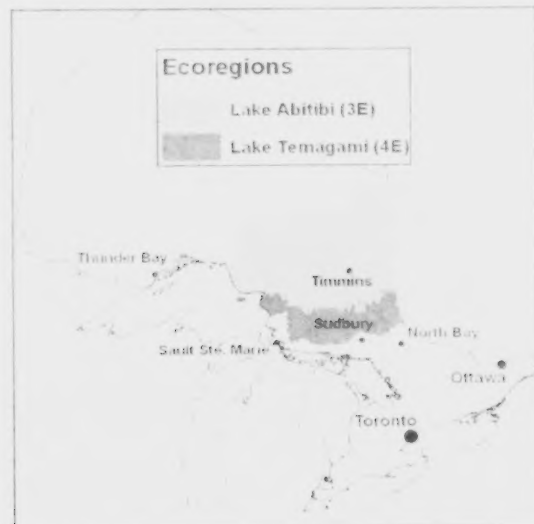 Ecoregions
Lake Abitibi (3E)
Lake Temagami (4E)
Thunder Bay
Timmins
Sudbury
North Bay
Sault Ste. Marie
Ottawa
Toronto